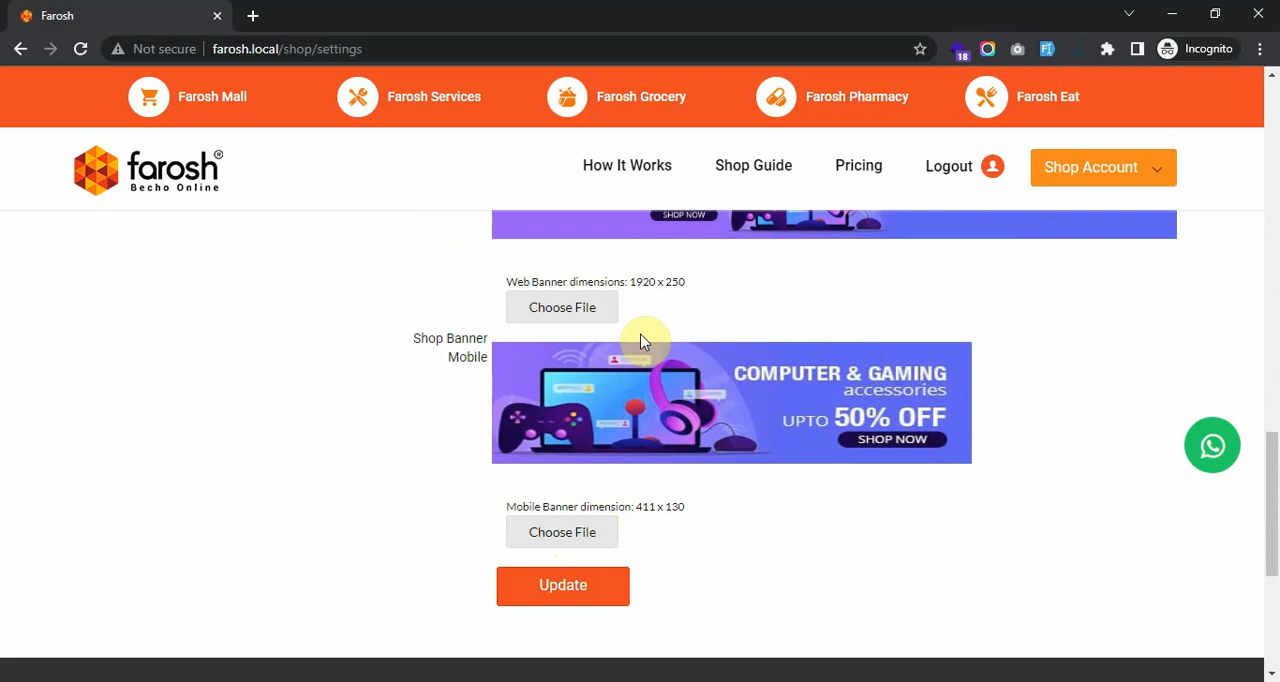 Farosh
Not secure
farosh.local/shop/settings
18
Incognito
Farosh Mall
Farosh Services
Farosh Grocery
Farosh Pharmacy
Farosh Eat
farosh®
Becho Online
How It Works
Shop Guide
Pricing
Logout
Shop Account
SHOP NOW
Web Banner dimensions: 1920 x 250
Choose File
Shop Banner
Mobile
COMPUTER & GAMING
accessories
UPTO 50% OFF
SHOP NOW
Mobile Banner dimension: 411 x 130
Choose File
Update